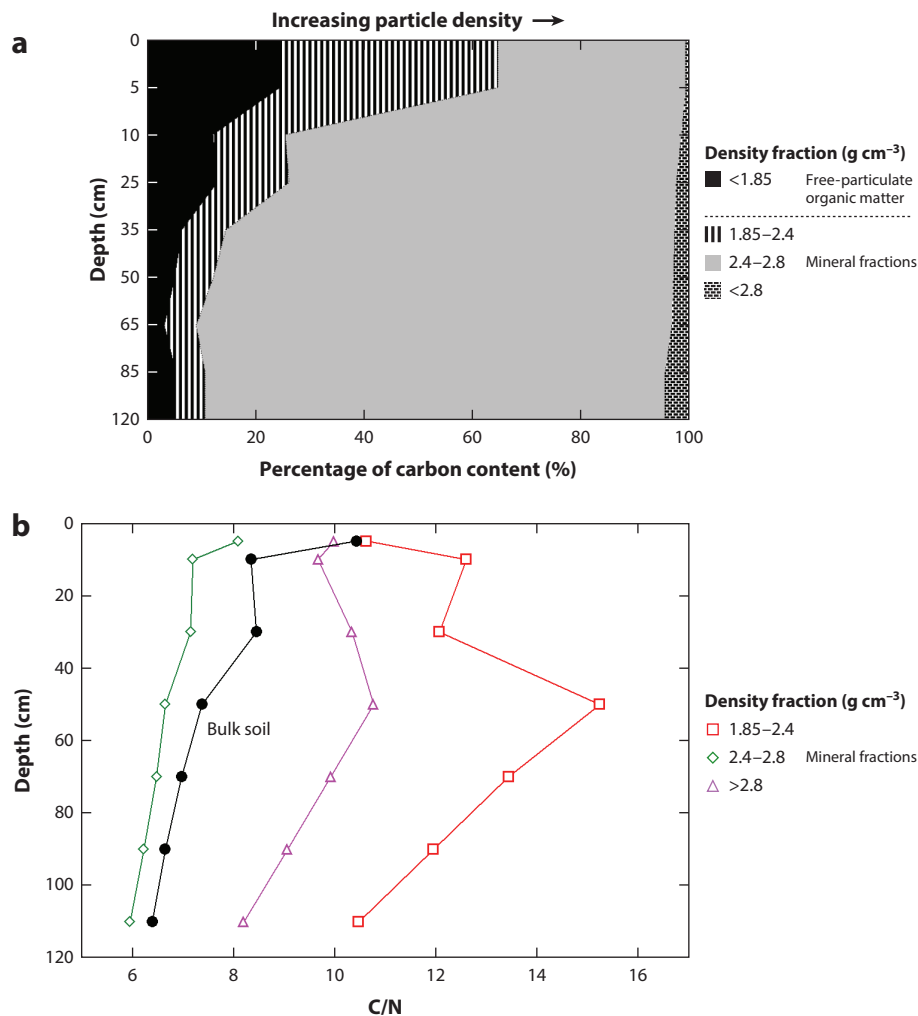 Increasing particle density →
a
0
5
10
25
35
50
65
85
120
Depth (cm)
0
20
40
60
80
100
Percentage of carbon content (%)
Density fraction (g cm⁻³)
<1.85 Free-particulate
organic matter
1.85–2.4
2.4–2.8 Mineral fractions
<2.8
b
0
20
40
60
80
100
120
Depth (cm)
Bulk soil
6
8
10
12
14
16
C/N
Density fraction (g cm⁻³)
1.85–2.4
2.4–2.8 Mineral fractions
>2.8